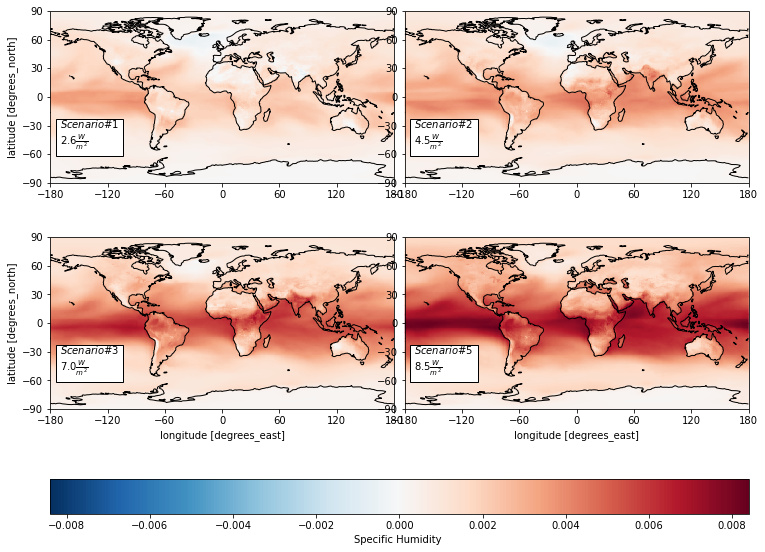 90
60
30
0
−30
−60
−90
latitude [degrees_north]
Scenario#1
2.6 W/m²
−180 −120 −60 0 60 120 180
90
60
30
0
−30
−60
−90
Scenario#2
4.5 W/m²
−180 −120 −60 0 60 120 180
90
60
30
0
−30
−60
−90
latitude [degrees_north]
Scenario#3
7.0 W/m²
−180 −120 −60 0 60 120 180
longitude [degrees_east]
90
60
30
0
−30
−60
−90
Scenario#5
8.5 W/m²
−180 −120 −60 0 60 120 180
longitude [degrees_east]
−0.008 −0.006 −0.004 −0.002 0.000 0.002 0.004 0.006 0.008
Specific Humidity